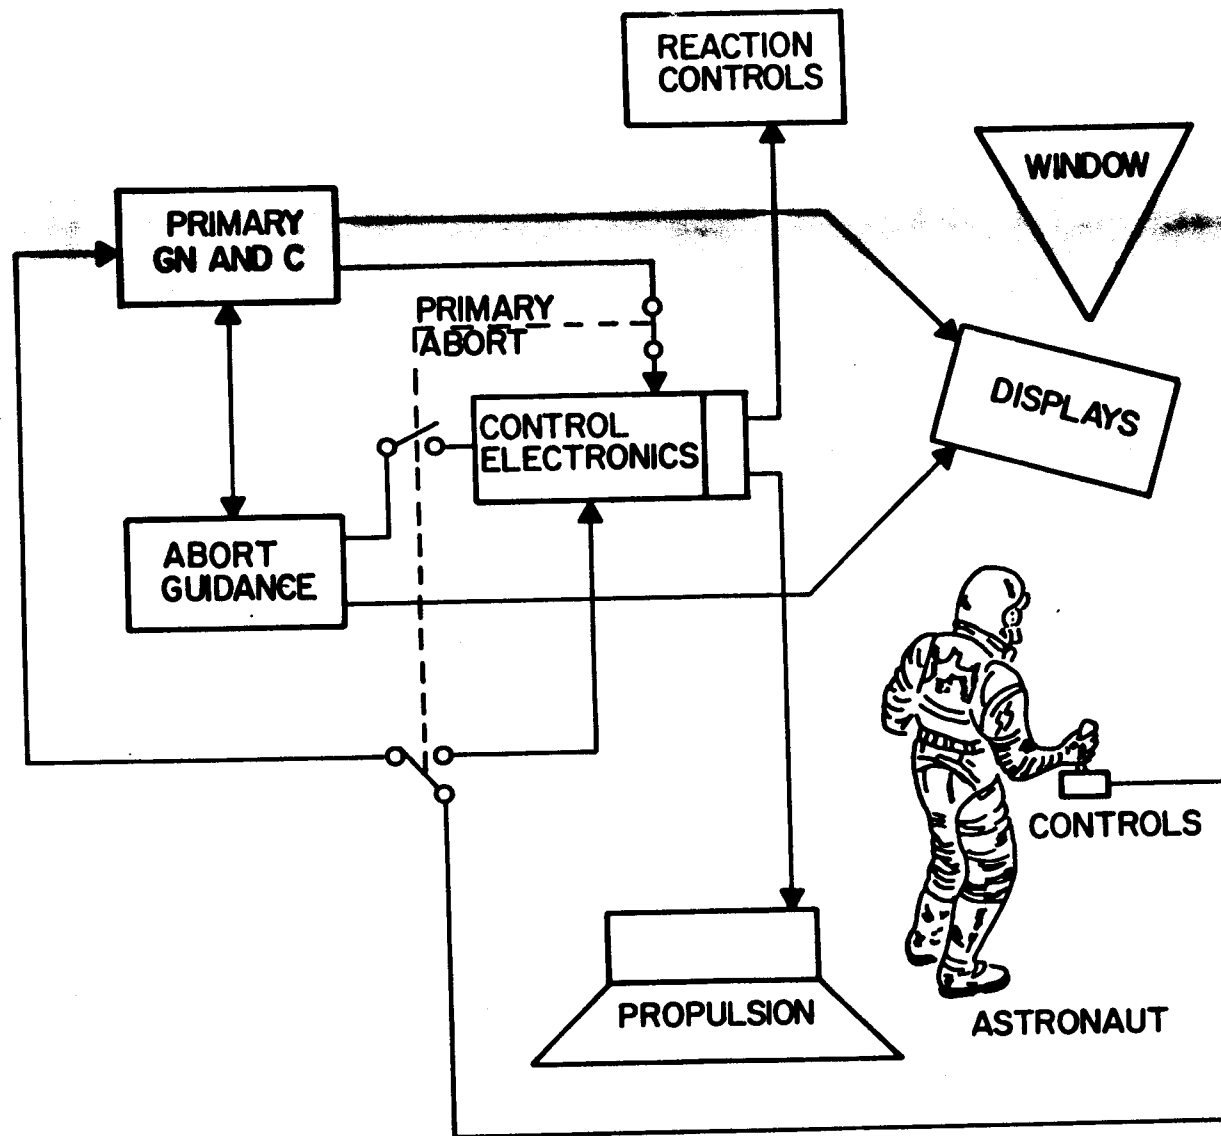 REACTION
CONTROLS
WINDOW
PRIMARY
GN AND C
PRIMARY
ABORT
DISPLAYS
CONTROL
ELECTRONICS
ABORT
GUIDANCE
CONTROLS
PROPULSION
ASTRONAUT